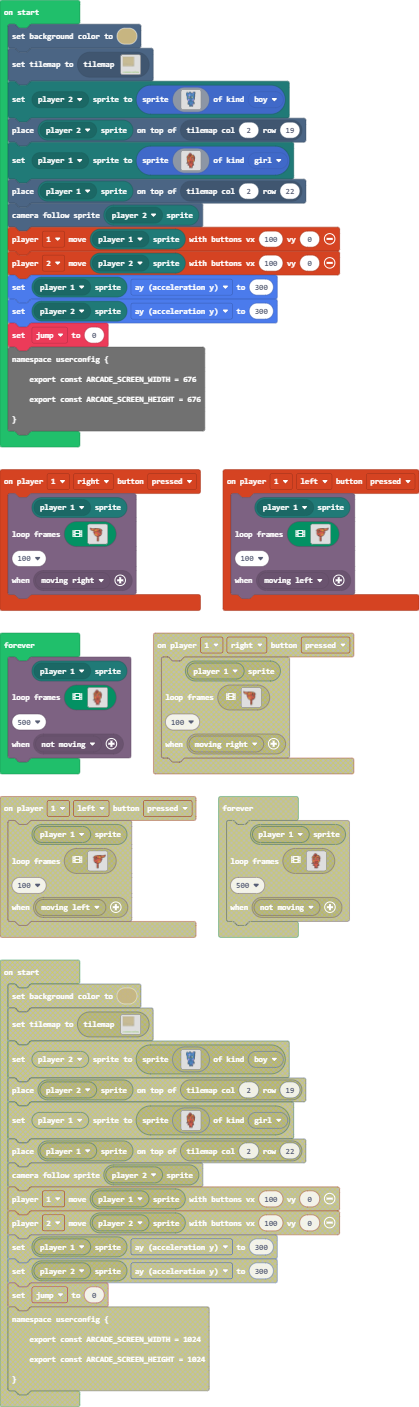 on start
set background color to
set tilemap to tilemap
set player 2 sprite to sprite of kind boy
place player 2 sprite on top of tilemap col 2 row 19
set player 1 sprite to sprite of kind girl
place player 1 sprite on top of tilemap col 2 row 22
camera follow sprite player 2 sprite
player 1 move player 1 sprite with buttons vx 100 vy 0
player 2 move player 2 sprite with buttons vx 100 vy 0
set player 1 sprite ay (acceleration y) to 300
set player 2 sprite ay (acceleration y) to 300
set jump to 0
namespace userconfig {
export const ARCADE_SCREEN_WIDTH = 676
export const ARCADE_SCREEN_HEIGHT = 676
}
on player 1 right button pressed
player 1 sprite
loop frames
100
when moving right
on player 1 left button pressed
player 1 sprite
loop frames
100
when moving left
forever
player 1 sprite
loop frames
500
when not moving
on player 1 right button pressed
player 1 sprite
loop frames
100
when moving right
on player 1 left button pressed
player 1 sprite
loop frames
100
when moving left
forever
player 1 sprite
loop frames
500
when not moving
on start
set background color to
set tilemap to tilemap
set player 2 sprite to sprite of kind boy
place player 2 sprite on top of tilemap col 2 row 19
set player 1 sprite to sprite of kind girl
place player 1 sprite on top of tilemap col 2 row 22
camera follow sprite player 2 sprite
player 1 move player 1 sprite with buttons vx 100 vy 0
player 2 move player 2 sprite with buttons vx 100 vy 0
set player 1 sprite ay (acceleration y) to 300
set player 2 sprite ay (acceleration y) to 300
set jump to 0
namespace userconfig {
export const ARCADE_SCREEN_WIDTH = 1024
export const ARCADE_SCREEN_HEIGHT = 1024
}